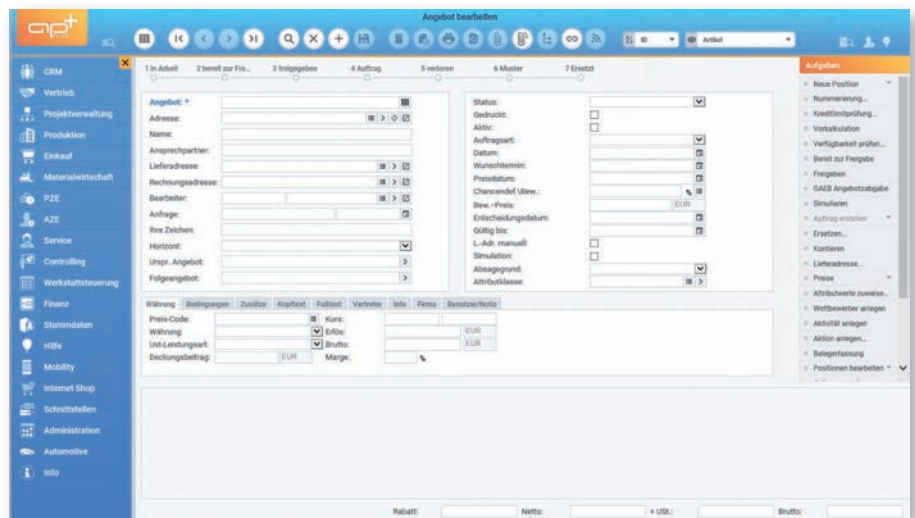 Angebot bearbeiten
ap+
PLUS
ID
Artikel
CRM
Vertrieb
Projektverwaltung
Produktion
Einkauf
Materialwirtschaft
PZE
AZE
Service
Controlling
Werkstattsteuerung
Finanz
Stammdaten
Hilfe
Mobility
Internet Shop
Schnittstellen
Administration
Automotive
Info
1 in Arbeit 2 bereit zur Fre... 3 freigegeben 4 Auftrag 5 verloren 6 Muster 7 Ersetzt
Angebot: *
Adresse:
Name:
Ansprechpartner:
Lieferadresse:
Rechnungsadresse:
Bearbeiter:
Anfrage:
Ihre Zeichen:
Horizont:
Urspr. Angebot:
Folgeangebot:
Status:
Gedruckt:
Aktiv:
Auftragsart:
Datum:
Wunschtermin:
Preisdatum:
Chancendef.\Bew.: %
Bew.-Preis: EUR
Entscheidungsdatum:
Gültig bis:
L.-Adr. manuell:
Simulation:
Absagegrund:
Attributklasse:
Währung Bedingungen Zusätze Kopftext Fußtext Vertreter Info Firma Benutzer/Notiz
Preis-Code: Kurs:
Währung: Erlös: EUR
Ust-Leistungsart: Brutto: EUR
Deckungsbeitrag: EUR Marge: %
Rabatt: Netto: + USt.: Brutto:
Aufgaben
Neue Position
Nummerierung...
Kreditlimitprüfung...
Vorkalkulation
Verfügbarkeit prüfen...
Bereit zur Freigabe
Freigeben
GAEB Angebotsabgabe
Simulieren
Auftrag erstellen
Ersetzen...
Kontieren
Lieferadresse...
Preise
Attributwerte zuweise...
Wettbewerber anlegen
Aktivität anlegen
Aktion anlegen...
Belegerfassung
Positionen bearbeiten